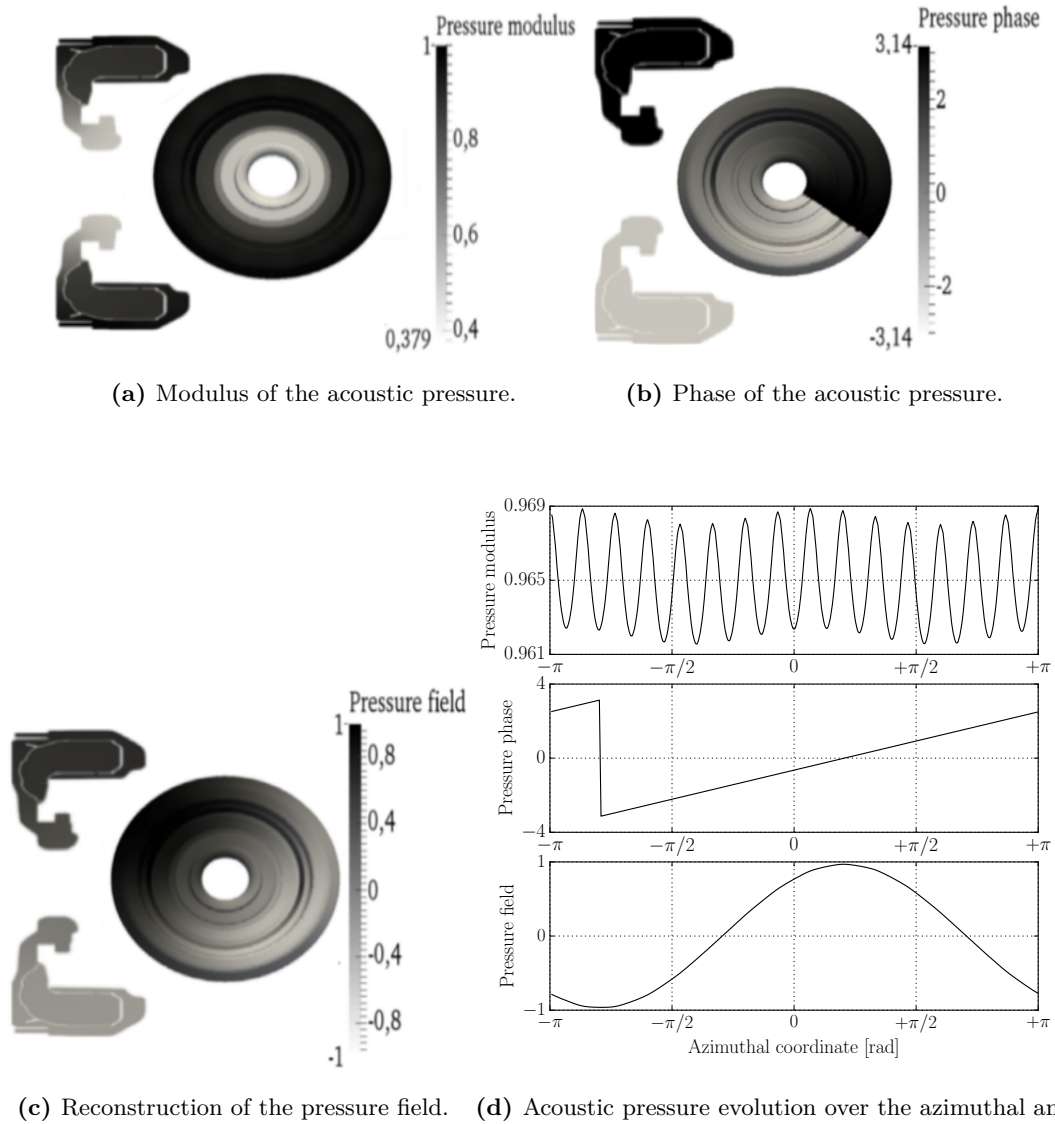 Pressure modulus
1
0,8
0,6
0,4
0,379
Pressure phase
3,14
2
0
-2
-3,14
(a) Modulus of the acoustic pressure.
(b) Phase of the acoustic pressure.
Pressure field
1
0,8
0,4
0
-0,4
-0,8
-1
0.969
0.965
0.961
Pressure modulus
−π
−π/2
0
+π/2
+π
4
0
−4
Pressure phase
−π
−π/2
0
+π/2
+π
1
0
−1
Pressure field
−π
−π/2
0
+π/2
+π
Azimuthal coordinate [rad]
(c) Reconstruction of the pressure field.
(d) Acoustic pressure evolution over the azimuthal an